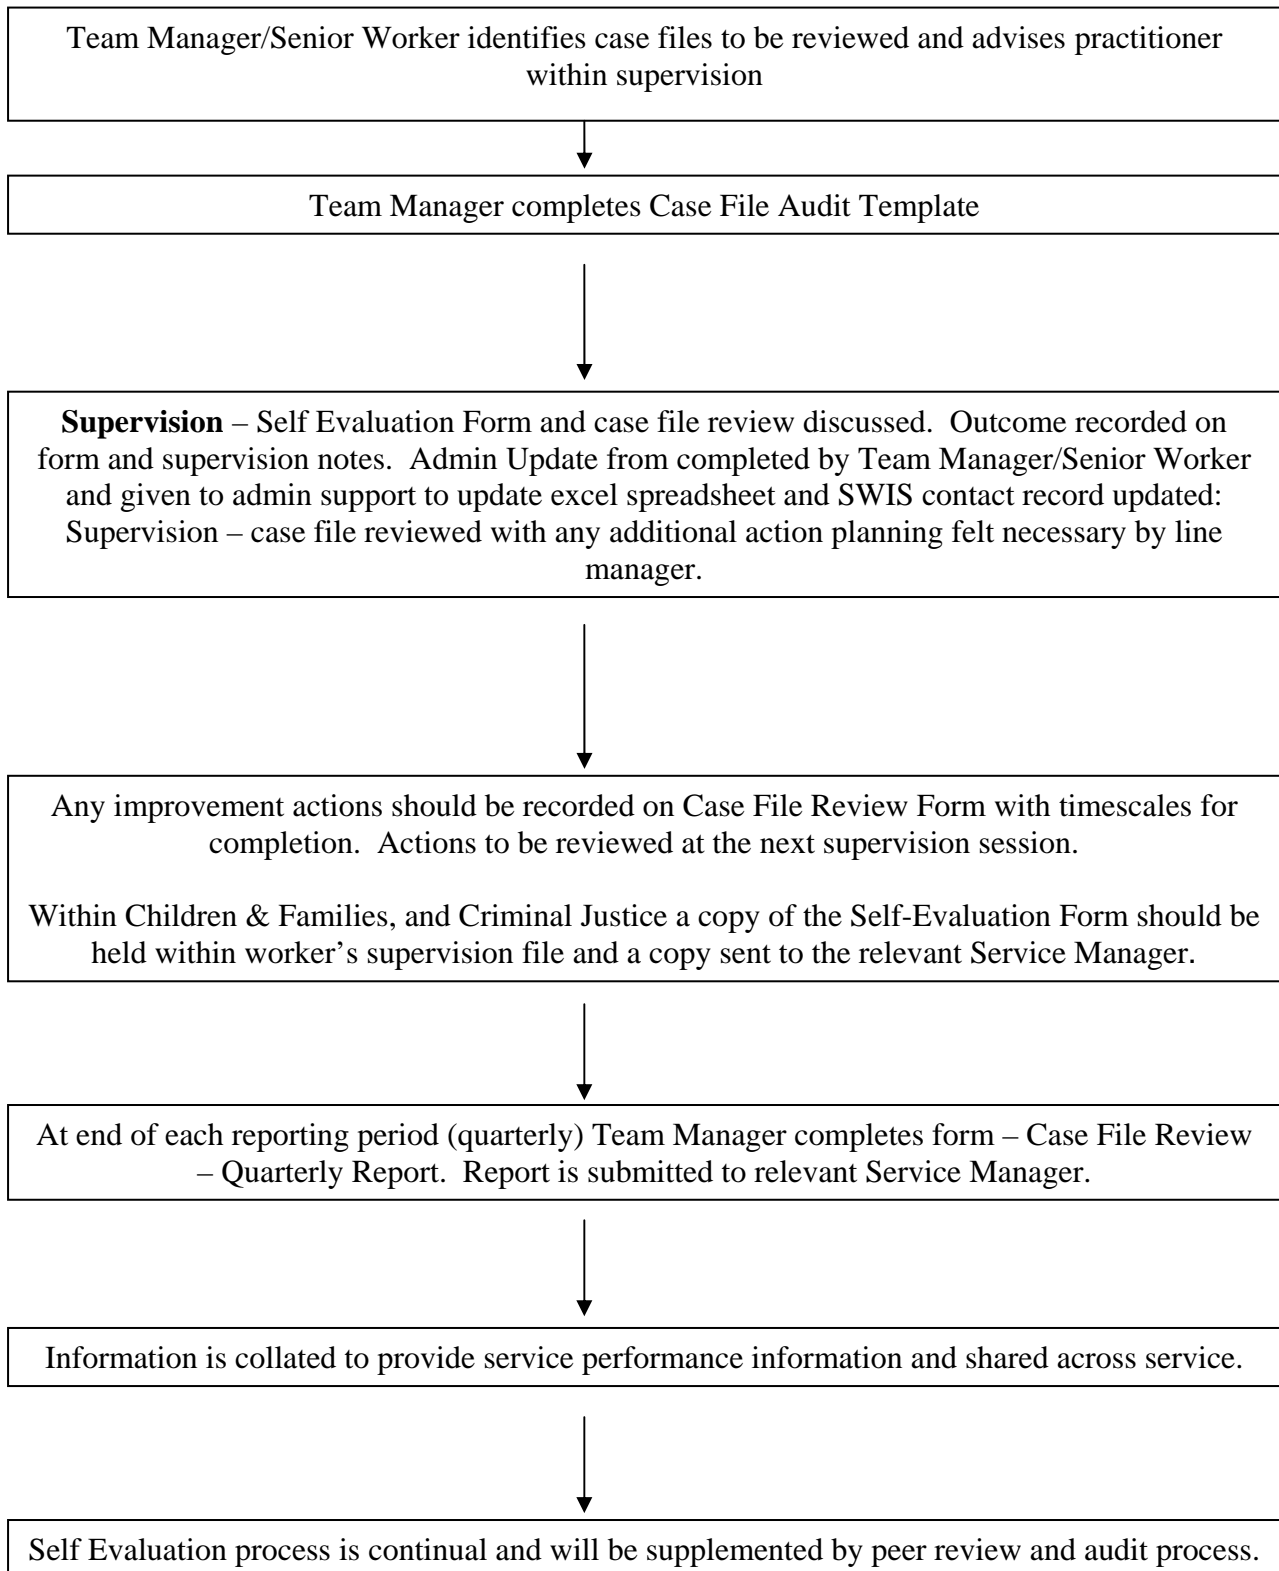 Team Manager/Senior Worker identifies case files to be reviewed and advises practitioner
within supervision
Team Manager completes Case File Audit Template
Supervision – Self Evaluation Form and case file review discussed.  Outcome recorded on
form and supervision notes.  Admin Update from completed by Team Manager/Senior Worker
and given to admin support to update excel spreadsheet and SWIS contact record updated:
Supervision – case file reviewed with any additional action planning felt necessary by line
manager.
Any improvement actions should be recorded on Case File Review Form with timescales for
completion.  Actions to be reviewed at the next supervision session.
Within Children & Families, and Criminal Justice a copy of the Self-Evaluation Form should be
held within worker's supervision file and a copy sent to the relevant Service Manager.
At end of each reporting period (quarterly) Team Manager completes form – Case File Review
– Quarterly Report.  Report is submitted to relevant Service Manager.
Information is collated to provide service performance information and shared across service.
Self Evaluation process is continual and will be supplemented by peer review and audit process.